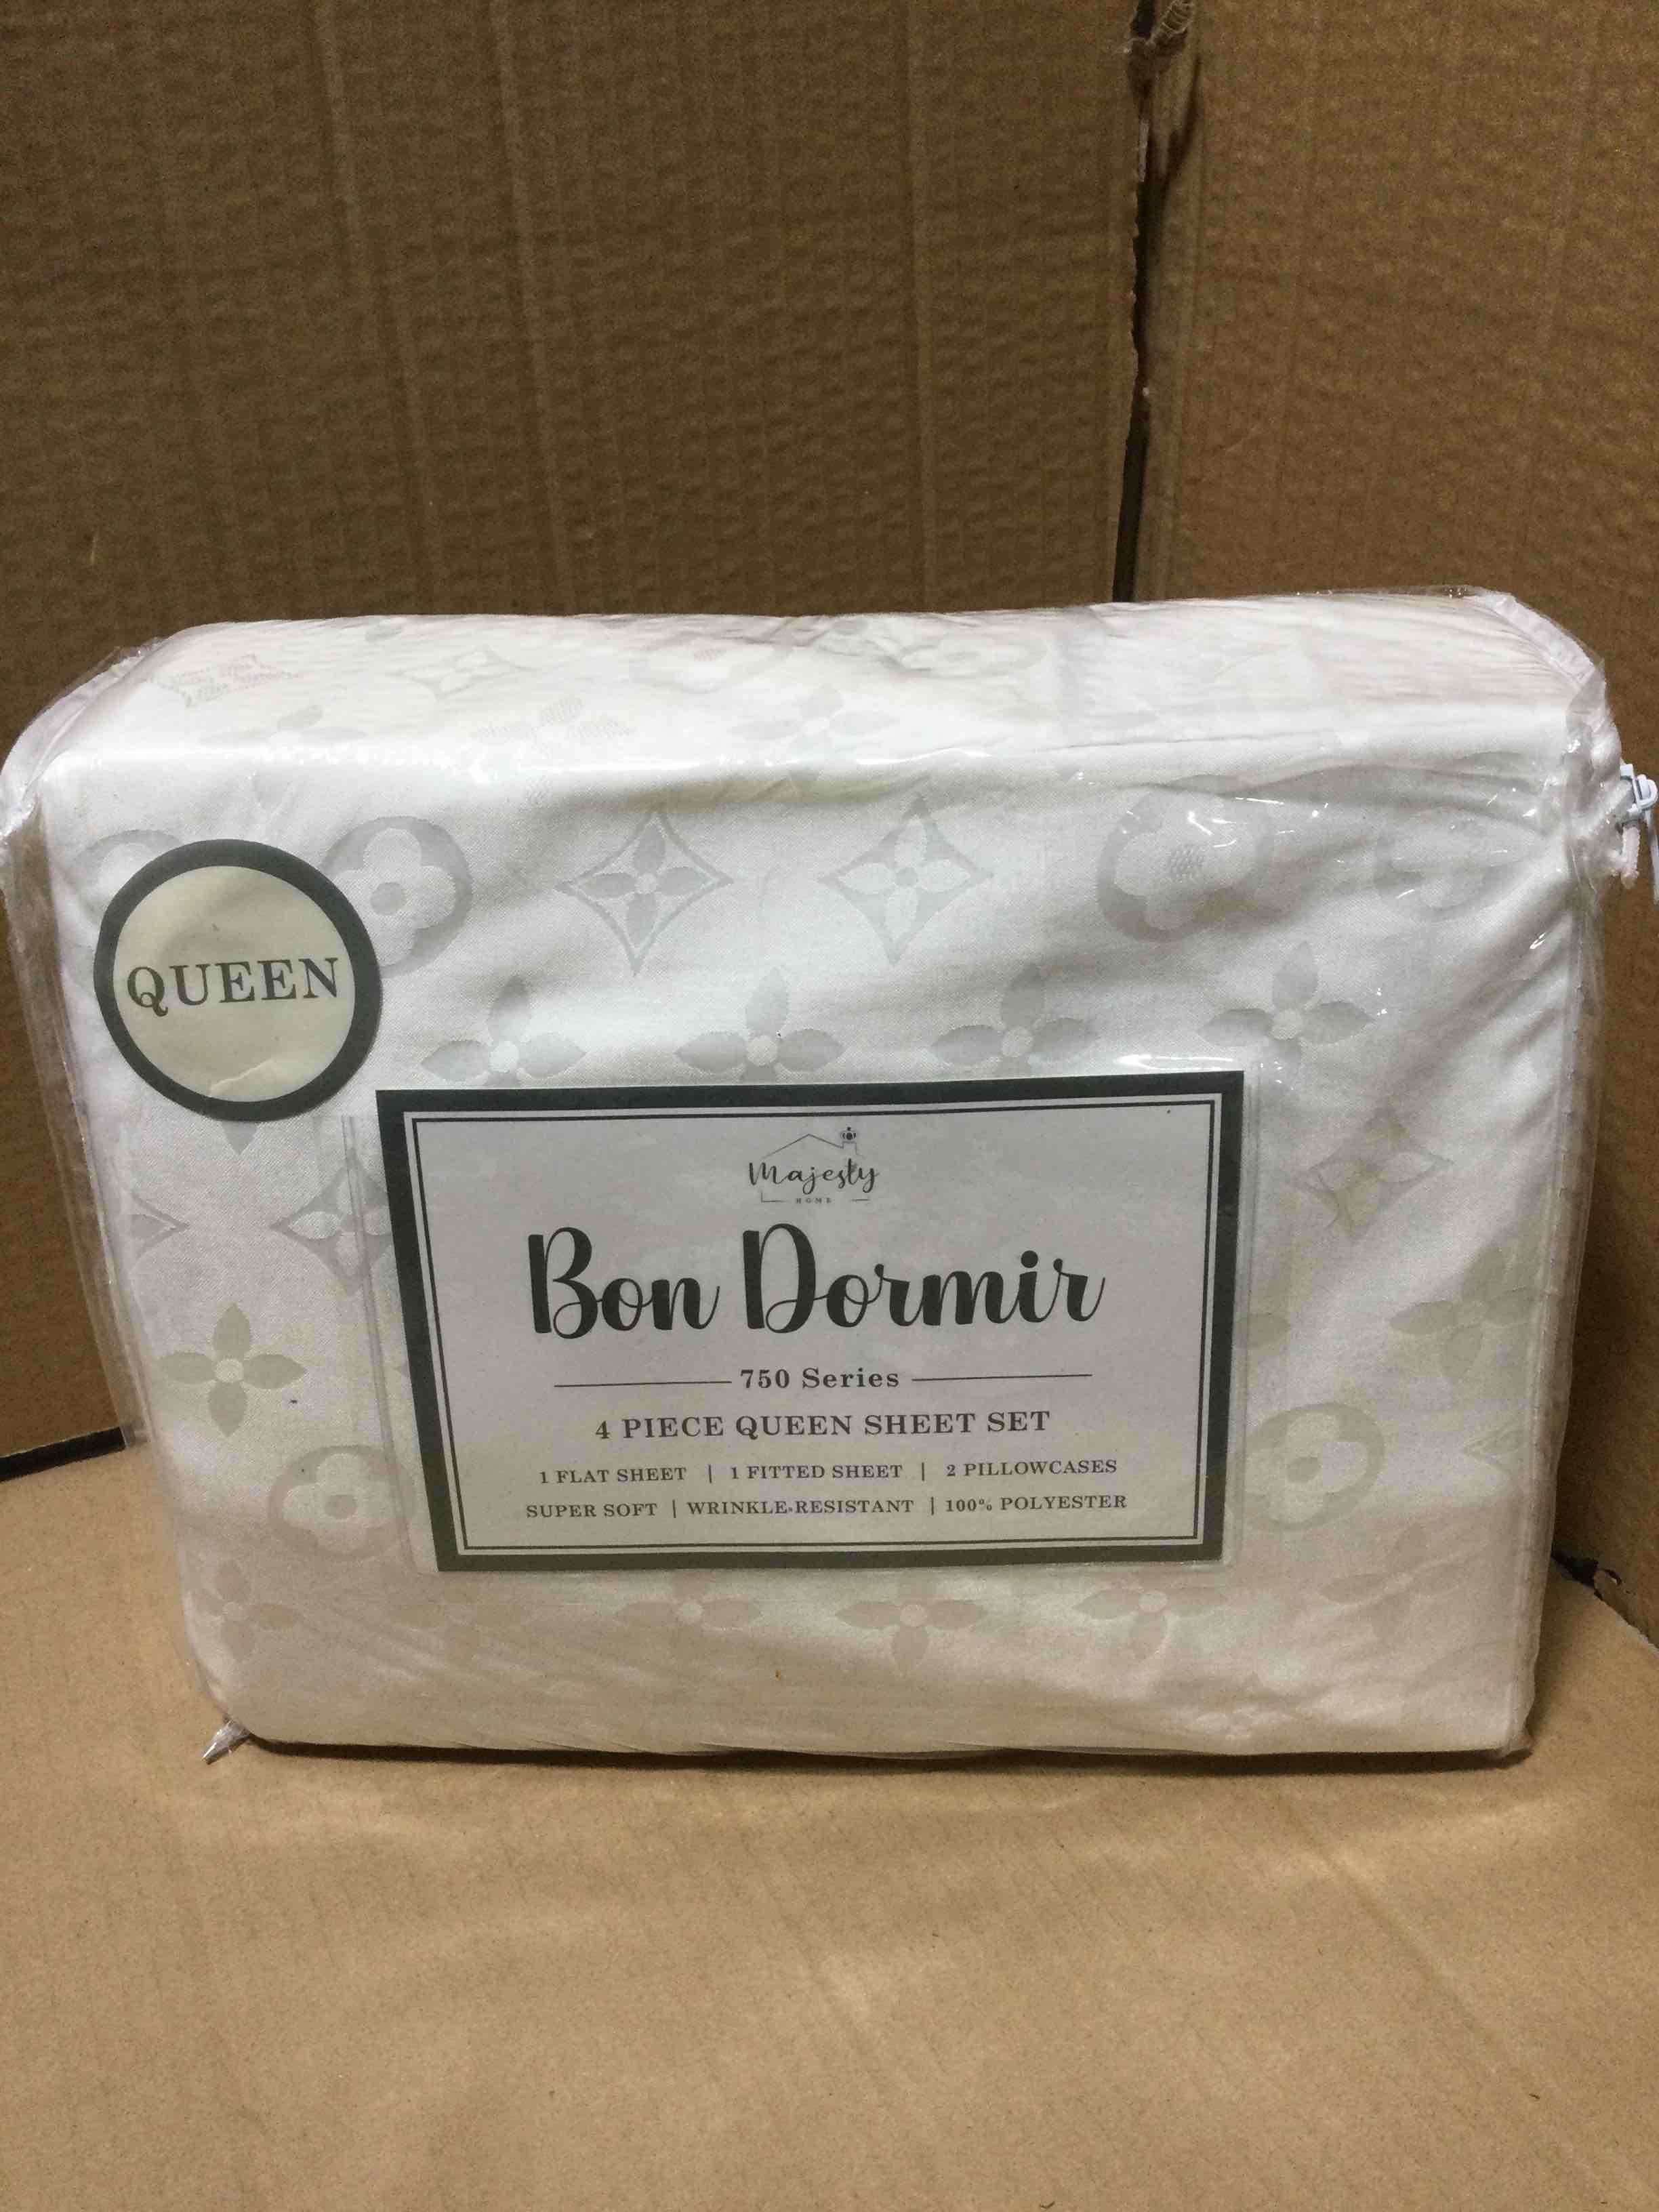 QUEEN
Majesty
HOME
Bon Dormir
750 Series
4 PIECE QUEEN SHEET SET
1 FLAT SHEET | 1 FITTED SHEET | 2 PILLOWCASES
SUPER SOFT | WRINKLE-RESISTANT | 100% POLYESTER